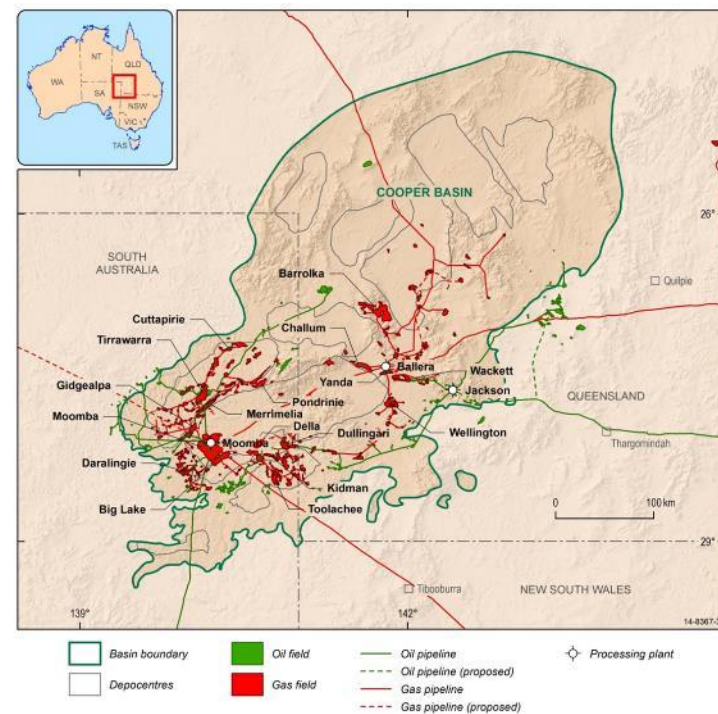 NT
QLD
WA
SA
NSW
VIC
TAS
COOPER BASIN
26°
SOUTH
AUSTRALIA
Barrolka
Quilpie
Cuttapirie
Challum
Tirrawarra
Ballera
Wackett
Gidgealpa
Yanda
Jackson
QUEENSLAND
Pondrinie
Moomba
Merrimelia
Della
Wellington
Thargomindah
Moomba
Dullingari
Daralingie
Kidman
Big Lake
Toolachee
0 100 km
29°
Tibooburra
NEW SOUTH WALES
139°
142°
14-8367-3
Basin boundary
Oil field
Oil pipeline
Processing plant
Oil pipeline (proposed)
Depocentres
Gas field
Gas pipeline
Gas pipeline (proposed)